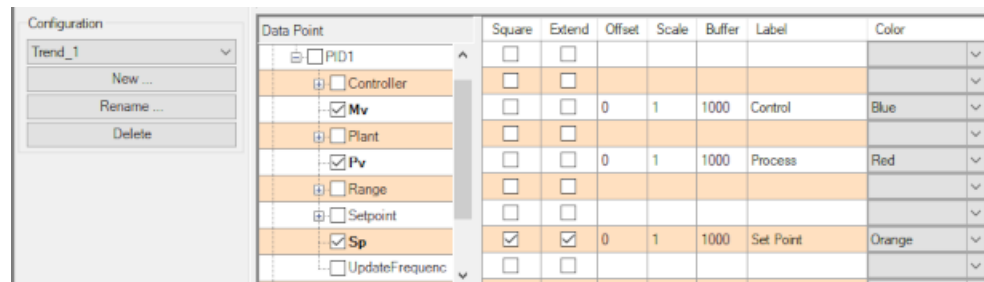 Configuration
Trend_1
New ...
Rename ...
Delete
Data Point Square Extend Offset Scale Buffer Label Color
PID1
Controller
Mv 0 1 1000 Control Blue
Plant
Pv 0 1 1000 Process Red
Range
Setpoint
Sp 0 1 1000 Set Point Orange
UpdateFrequenc